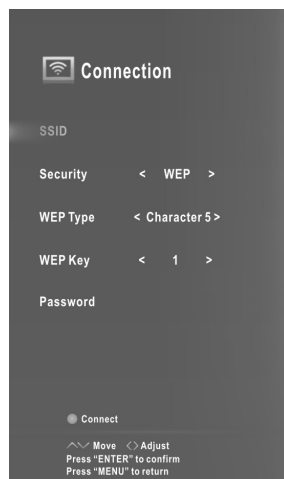 Connection
SSID
Security < WEP >
WEP Type < Character 5 >
WEP Key < 1 >
Password
Connect
Move <> Adjust
Press "ENTER" to confirm
Press "MENU" to return